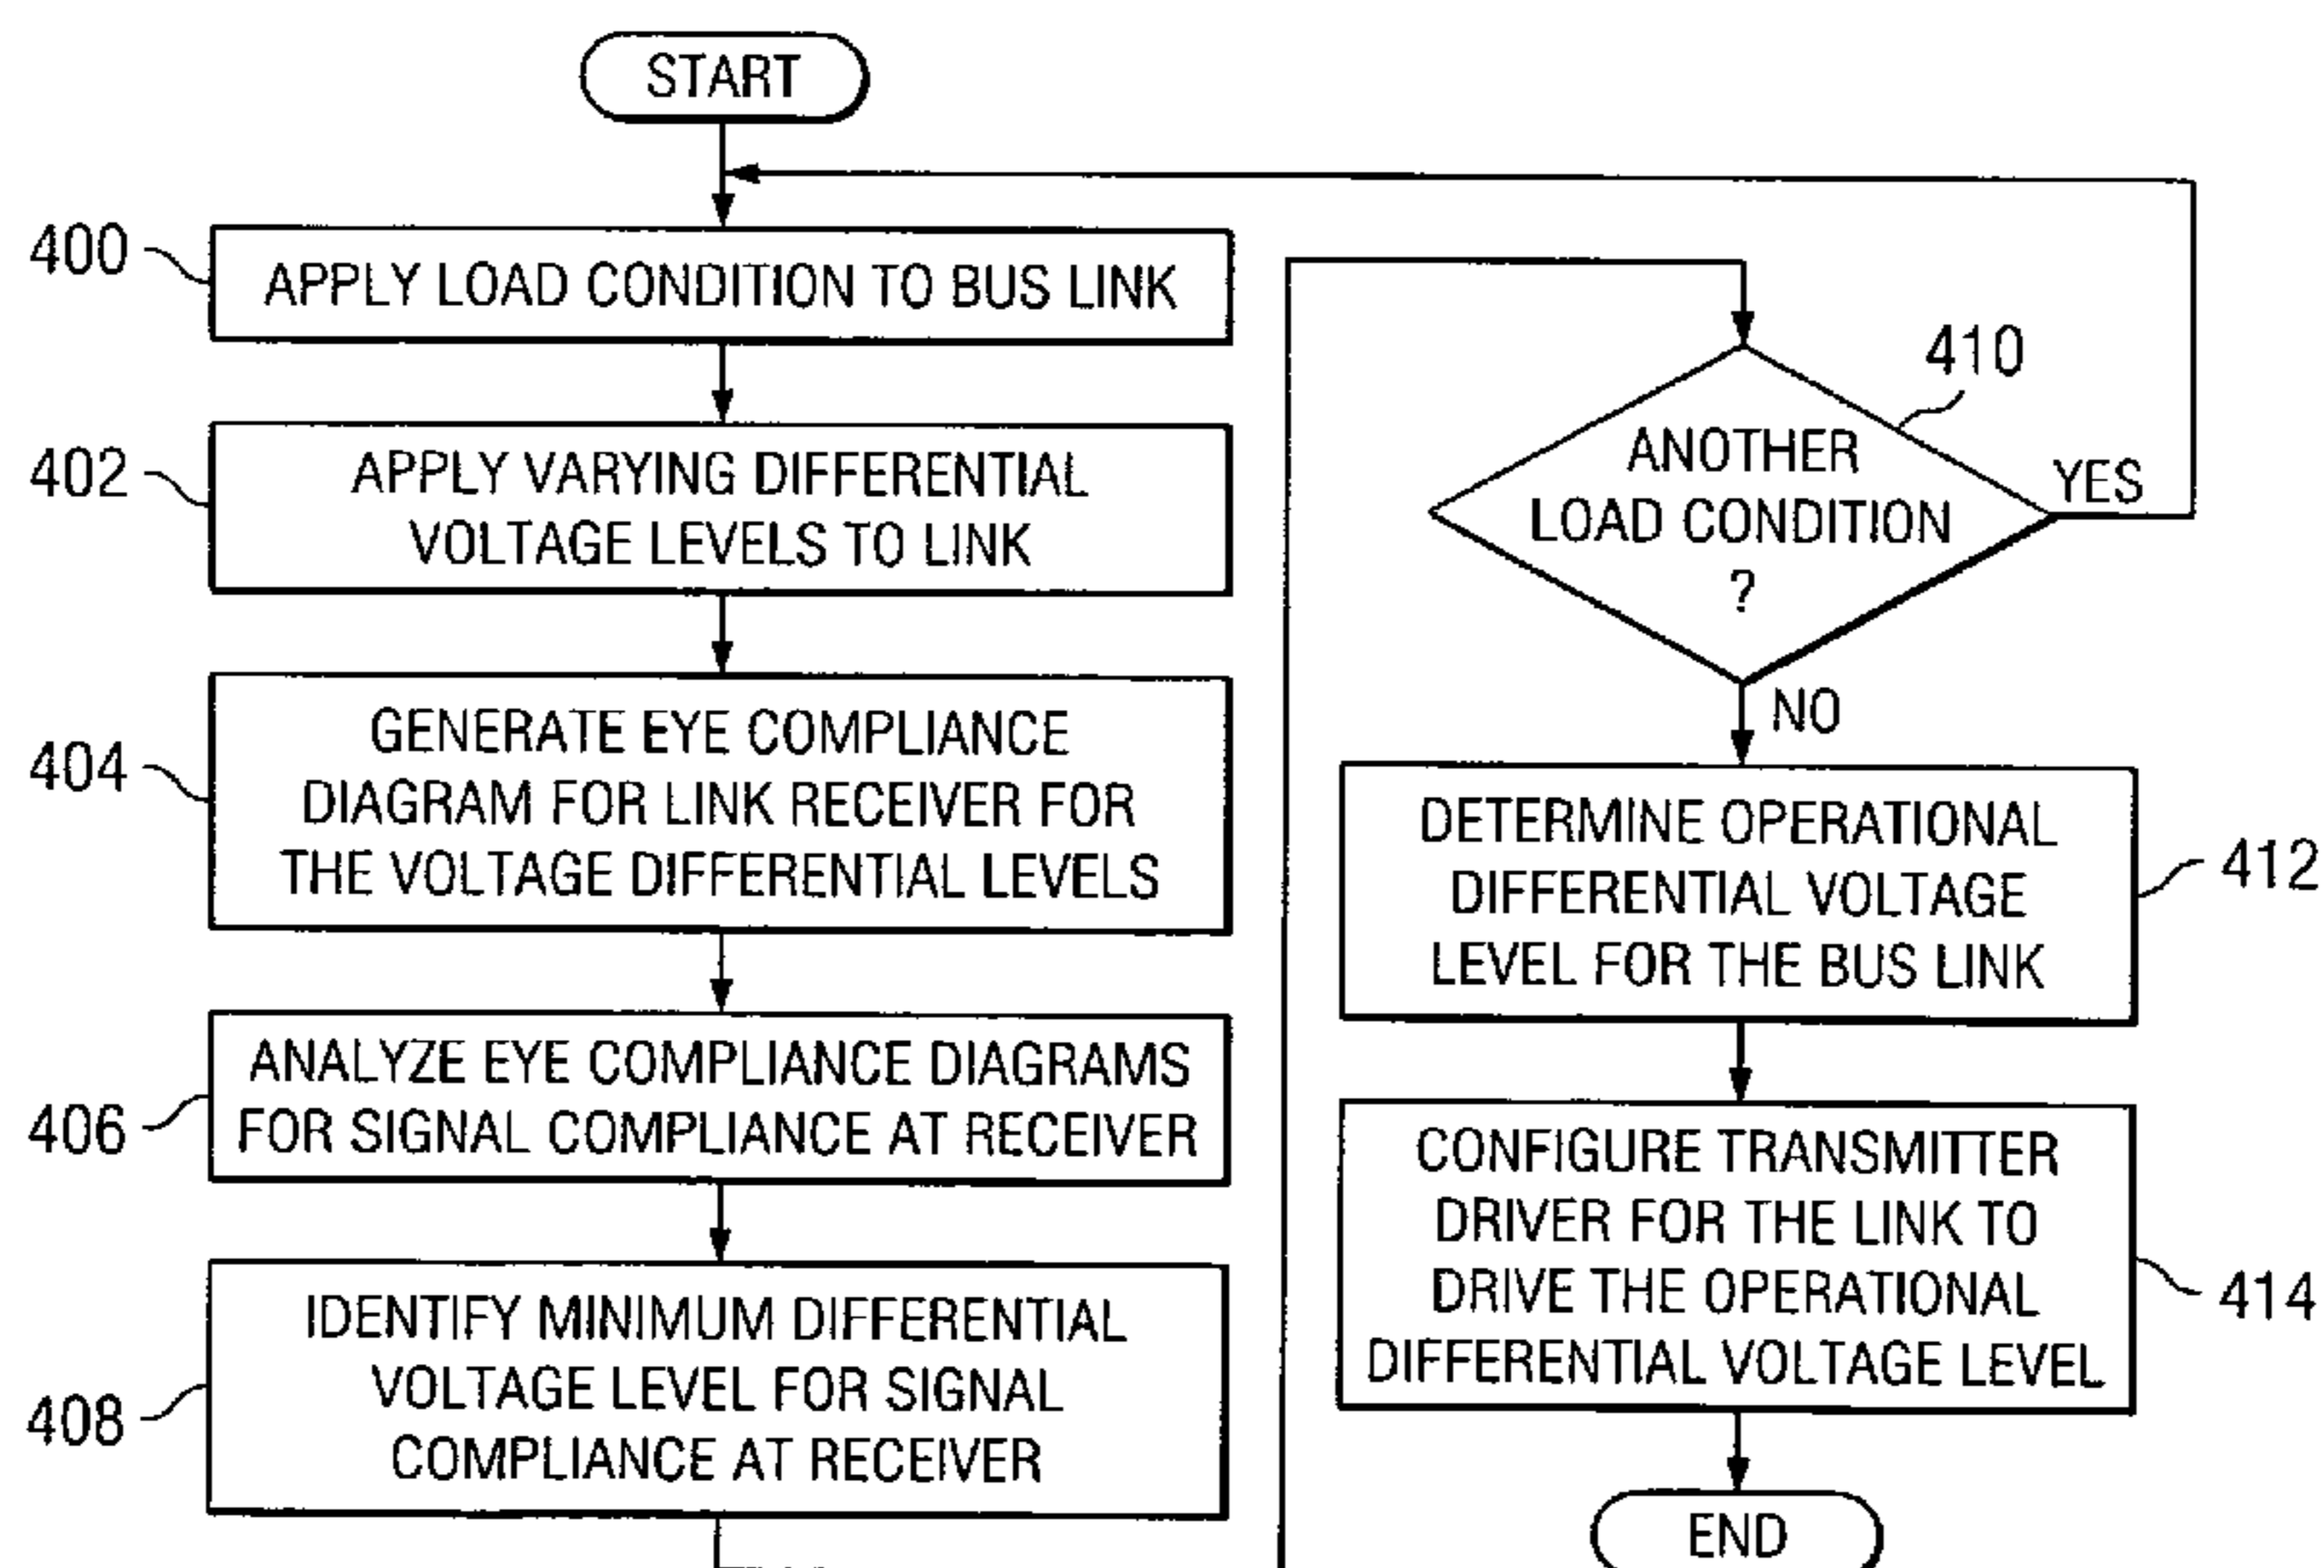 START
400
APPLY LOAD CONDITION TO BUS LINK
402
APPLY VARYING DIFFERENTIAL
VOLTAGE LEVELS TO LINK
404
GENERATE EYE COMPLIANCE
DIAGRAM FOR LINK RECEIVER FOR
THE VOLTAGE DIFFERENTIAL LEVELS
406
ANALYZE EYE COMPLIANCE DIAGRAMS
FOR SIGNAL COMPLIANCE AT RECEIVER
408
IDENTIFY MINIMUM DIFFERENTIAL
VOLTAGE LEVEL FOR SIGNAL
COMPLIANCE AT RECEIVER
410
ANOTHER
LOAD CONDITION
?
YES
NO
DETERMINE OPERATIONAL
DIFFERENTIAL VOLTAGE
LEVEL FOR THE BUS LINK
412
CONFIGURE TRANSMITTER
DRIVER FOR THE LINK TO
DRIVE THE OPERATIONAL
DIFFERENTIAL VOLTAGE LEVEL
414
END